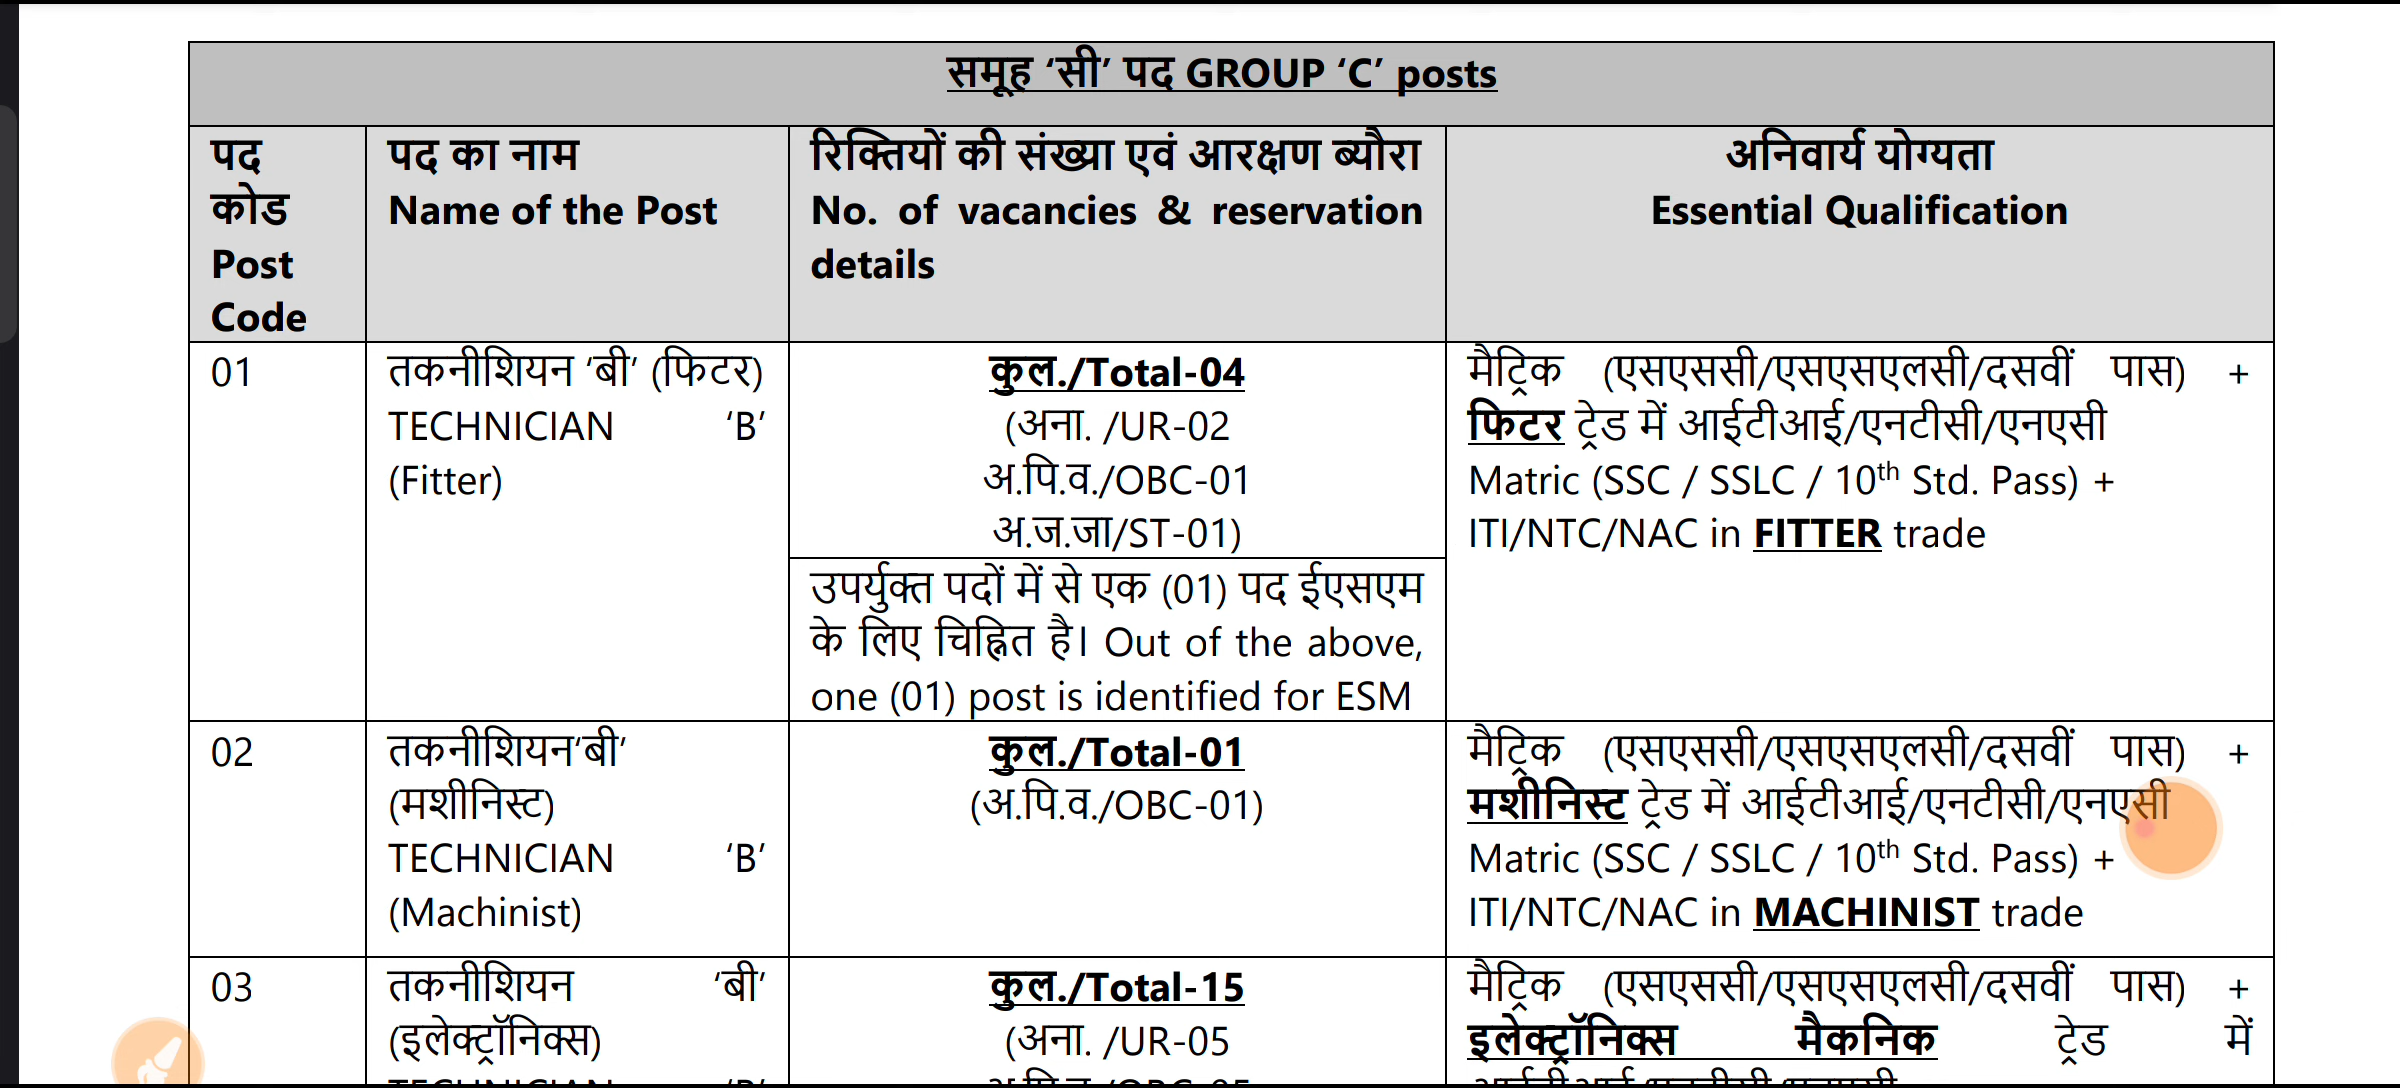 समूह ‘सी’ पद GROUP ‘C’ posts
पद
कोड
Post
Code
पद का नाम
Name of the Post
रिक्तियों की संख्या एवं आरक्षण ब्यौरा
No. of vacancies & reservation
details
अनिवार्य योग्यता
Essential Qualification
01
तकनीशियन ‘बी’ (फिटर)
TECHNICIAN ‘B’
(Fitter)
कुल./Total-04
(अना. /UR-02
अ.पि.व./OBC-01
अ.ज.जा/ST-01)
उपर्युक्त पदों में से एक (01) पद ईएसएम
के लिए चिह्नित है। Out of the above,
one (01) post is identified for ESM
मैट्रिक (एसएससी/एसएसएलसी/दसवीं पास) +
फिटर ट्रेड में आईटीआई/एनटीसी/एनएसी
Matric (SSC / SSLC / 10th Std. Pass) +
ITI/NTC/NAC in FITTER trade
02
तकनीशियन‘बी’
(मशीनिस्ट)
TECHNICIAN ‘B’
(Machinist)
कुल./Total-01
(अ.पि.व./OBC-01)
मैट्रिक (एसएससी/एसएसएलसी/दसवीं पास) +
मशीनिस्ट ट्रेड में आईटीआई/एनटीसी/एनएसी
Matric (SSC / SSLC / 10th Std. Pass) +
ITI/NTC/NAC in MACHINIST trade
03
तकनीशियन ‘बी’
(इलेक्ट्रॉनिक्स)
कुल./Total-15
(अना. /UR-05
मैट्रिक (एसएससी/एसएसएलसी/दसवीं पास) +
इलेक्ट्रॉनिक्स मैकनिक ट्रेड में